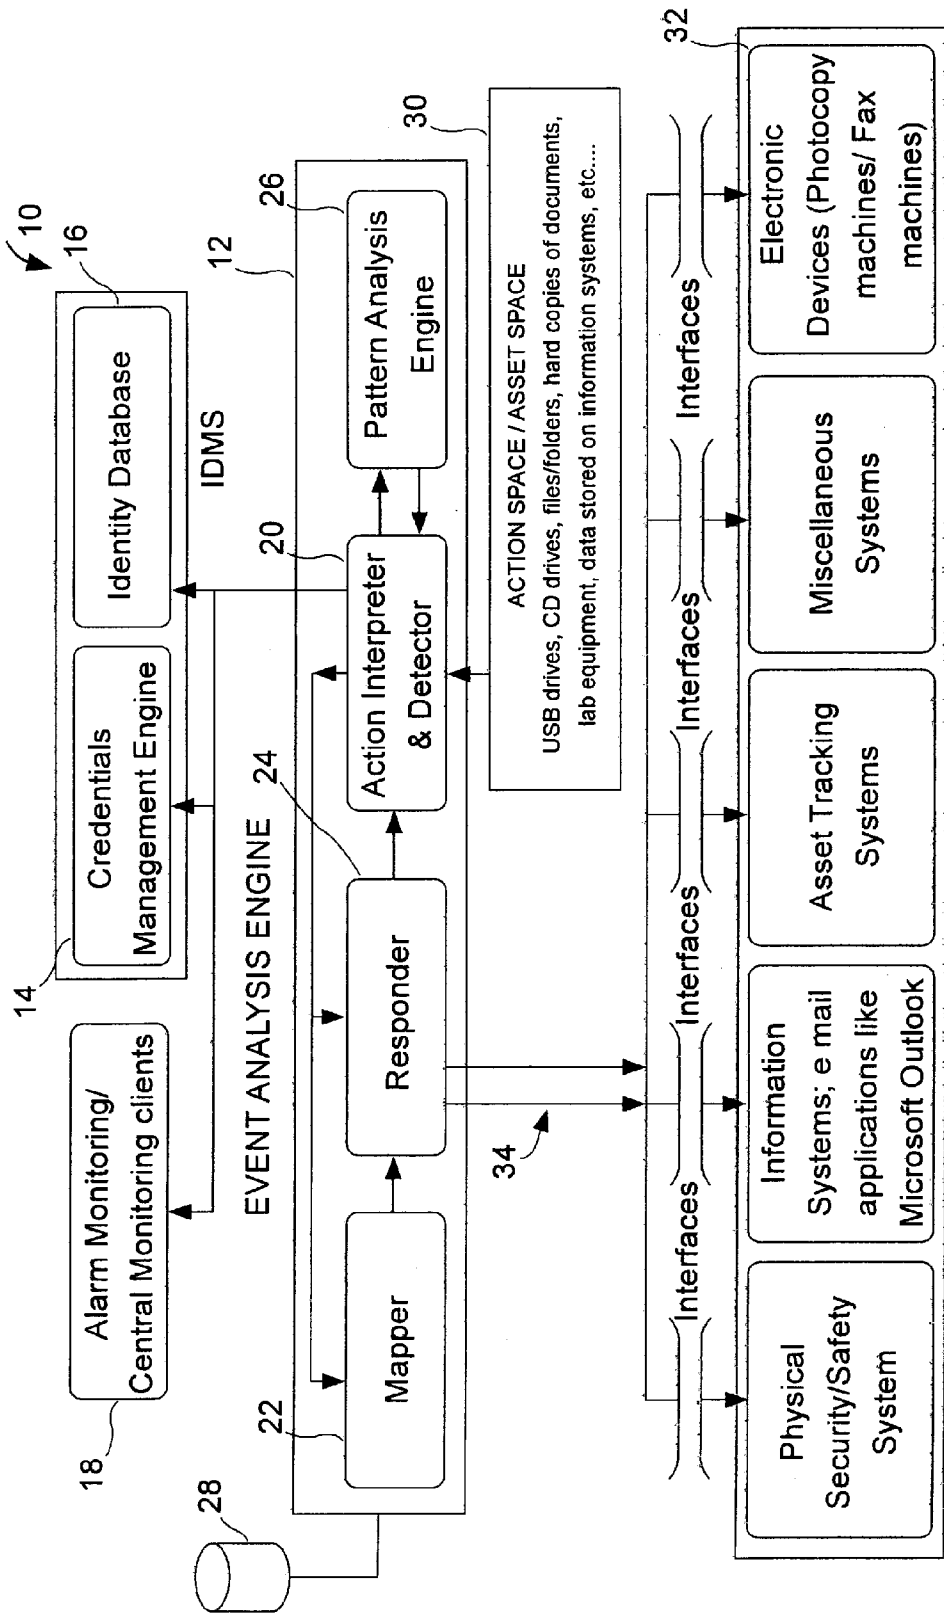 10
18
Alarm Monitoring/
Central Monitoring clients
14
Credentials
Management Engine
16
Identity Database
IDMS
28
EVENT ANALYSIS ENGINE
12
22
Mapper
24
Responder
20
Action Interpreter
& Detector
26
Pattern Analysis
Engine
34
30
ACTION SPACE / ASSET SPACE
USB drives, CD drives, files/folders, hard copies of documents,
lab equipment, data stored on information systems, etc....
Interfaces
Interfaces
Interfaces
Interfaces
32
Physical
Security/Safety
System
Information
Systems; e mail
applications like
Microsoft Outlook
Asset Tracking
Systems
Miscellaneous
Systems
Electronic
Devices (Photocopy
machines/ Fax
machines)